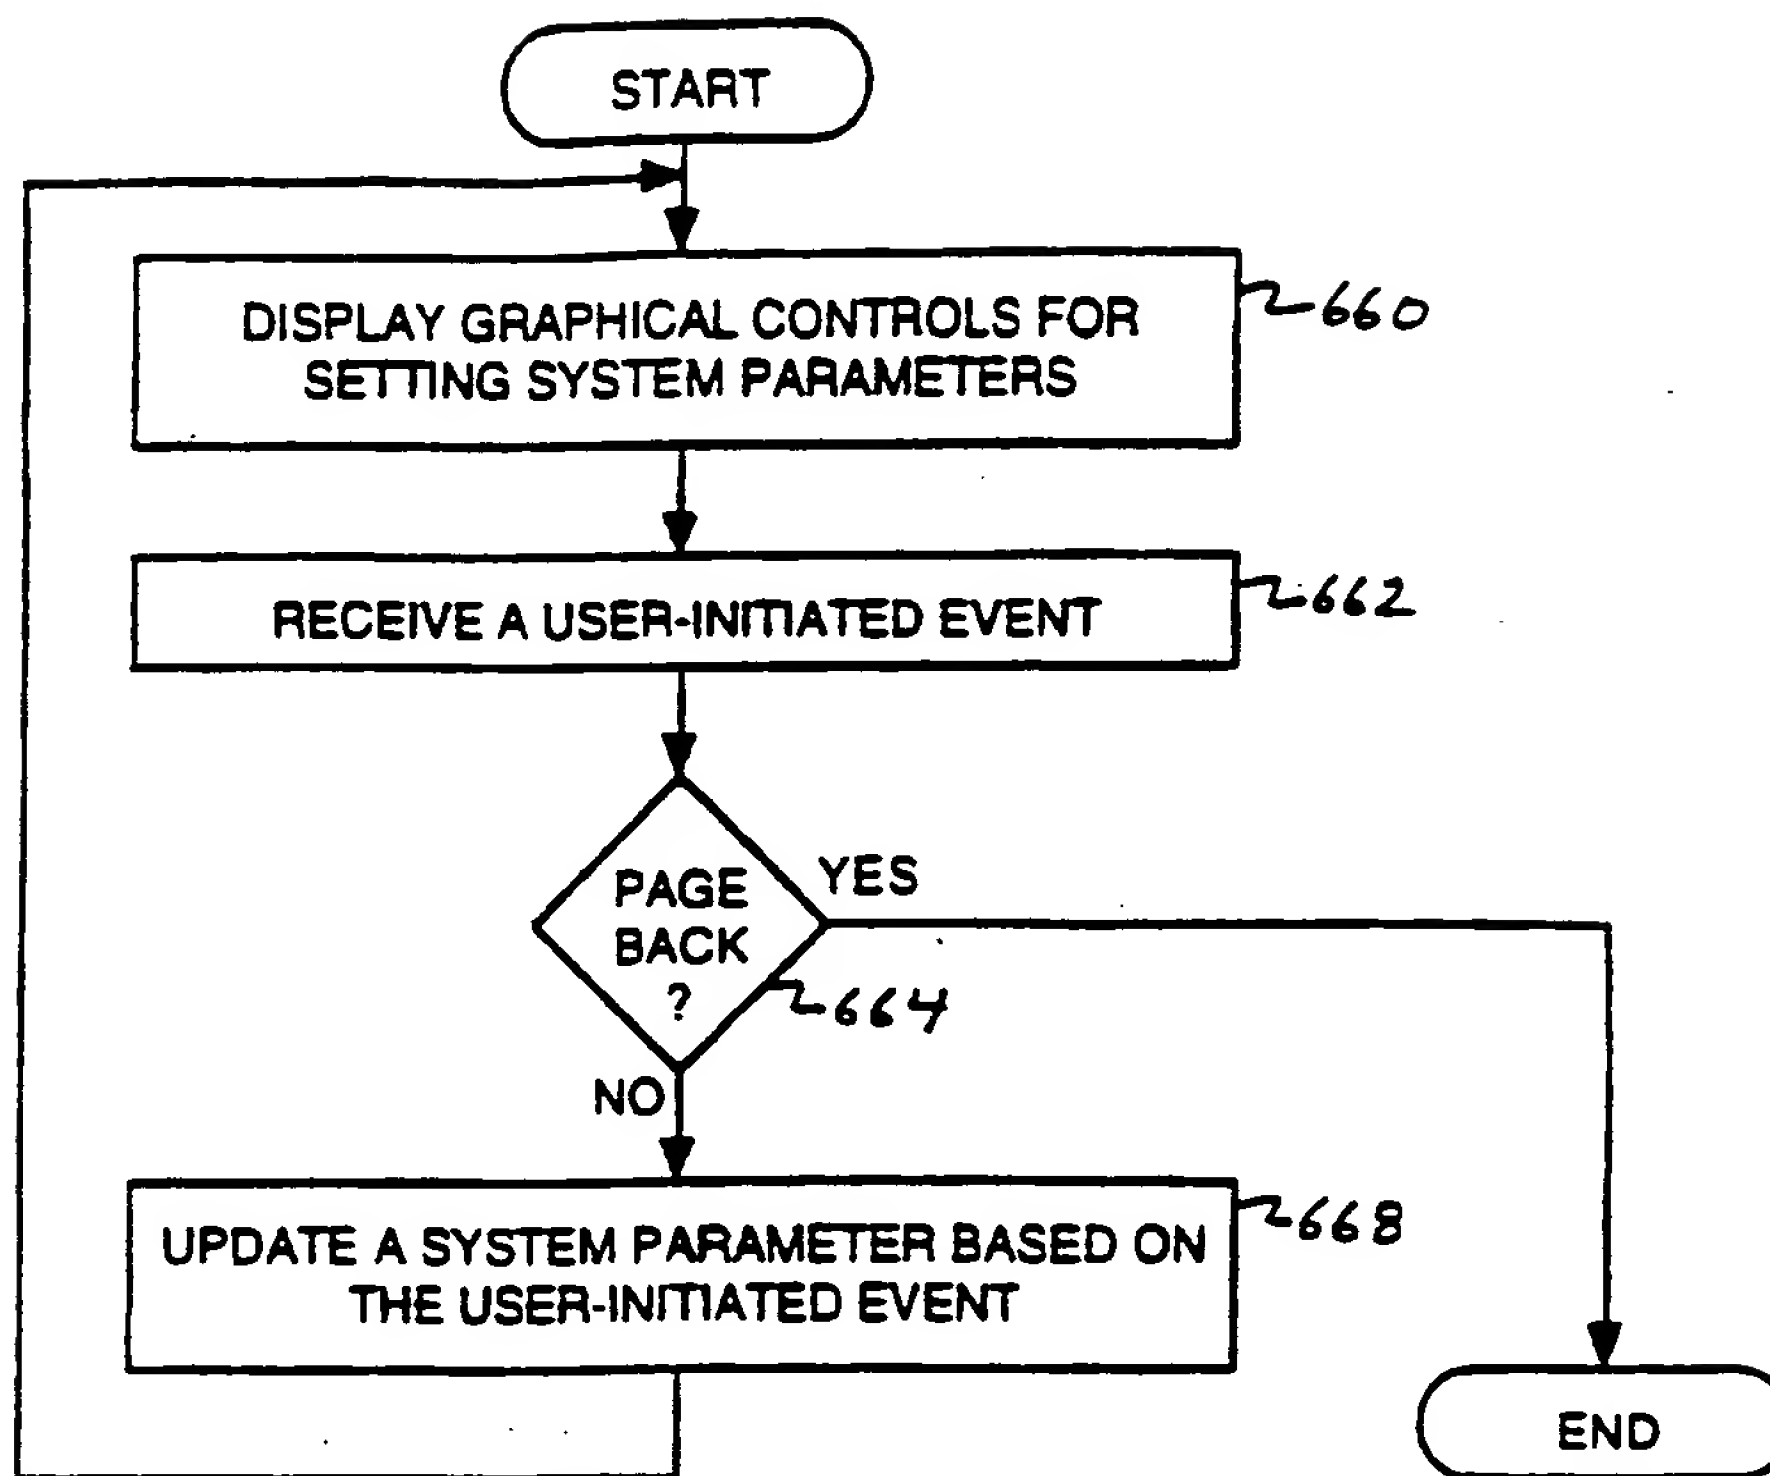 START
DISPLAY GRAPHICAL CONTROLS FOR
SETTING SYSTEM PARAMETERS
660
RECEIVE A USER-INITIATED EVENT
662
PAGE
BACK
?
YES
664
NO
UPDATE A SYSTEM PARAMETER BASED ON
THE USER-INITIATED EVENT
668
END